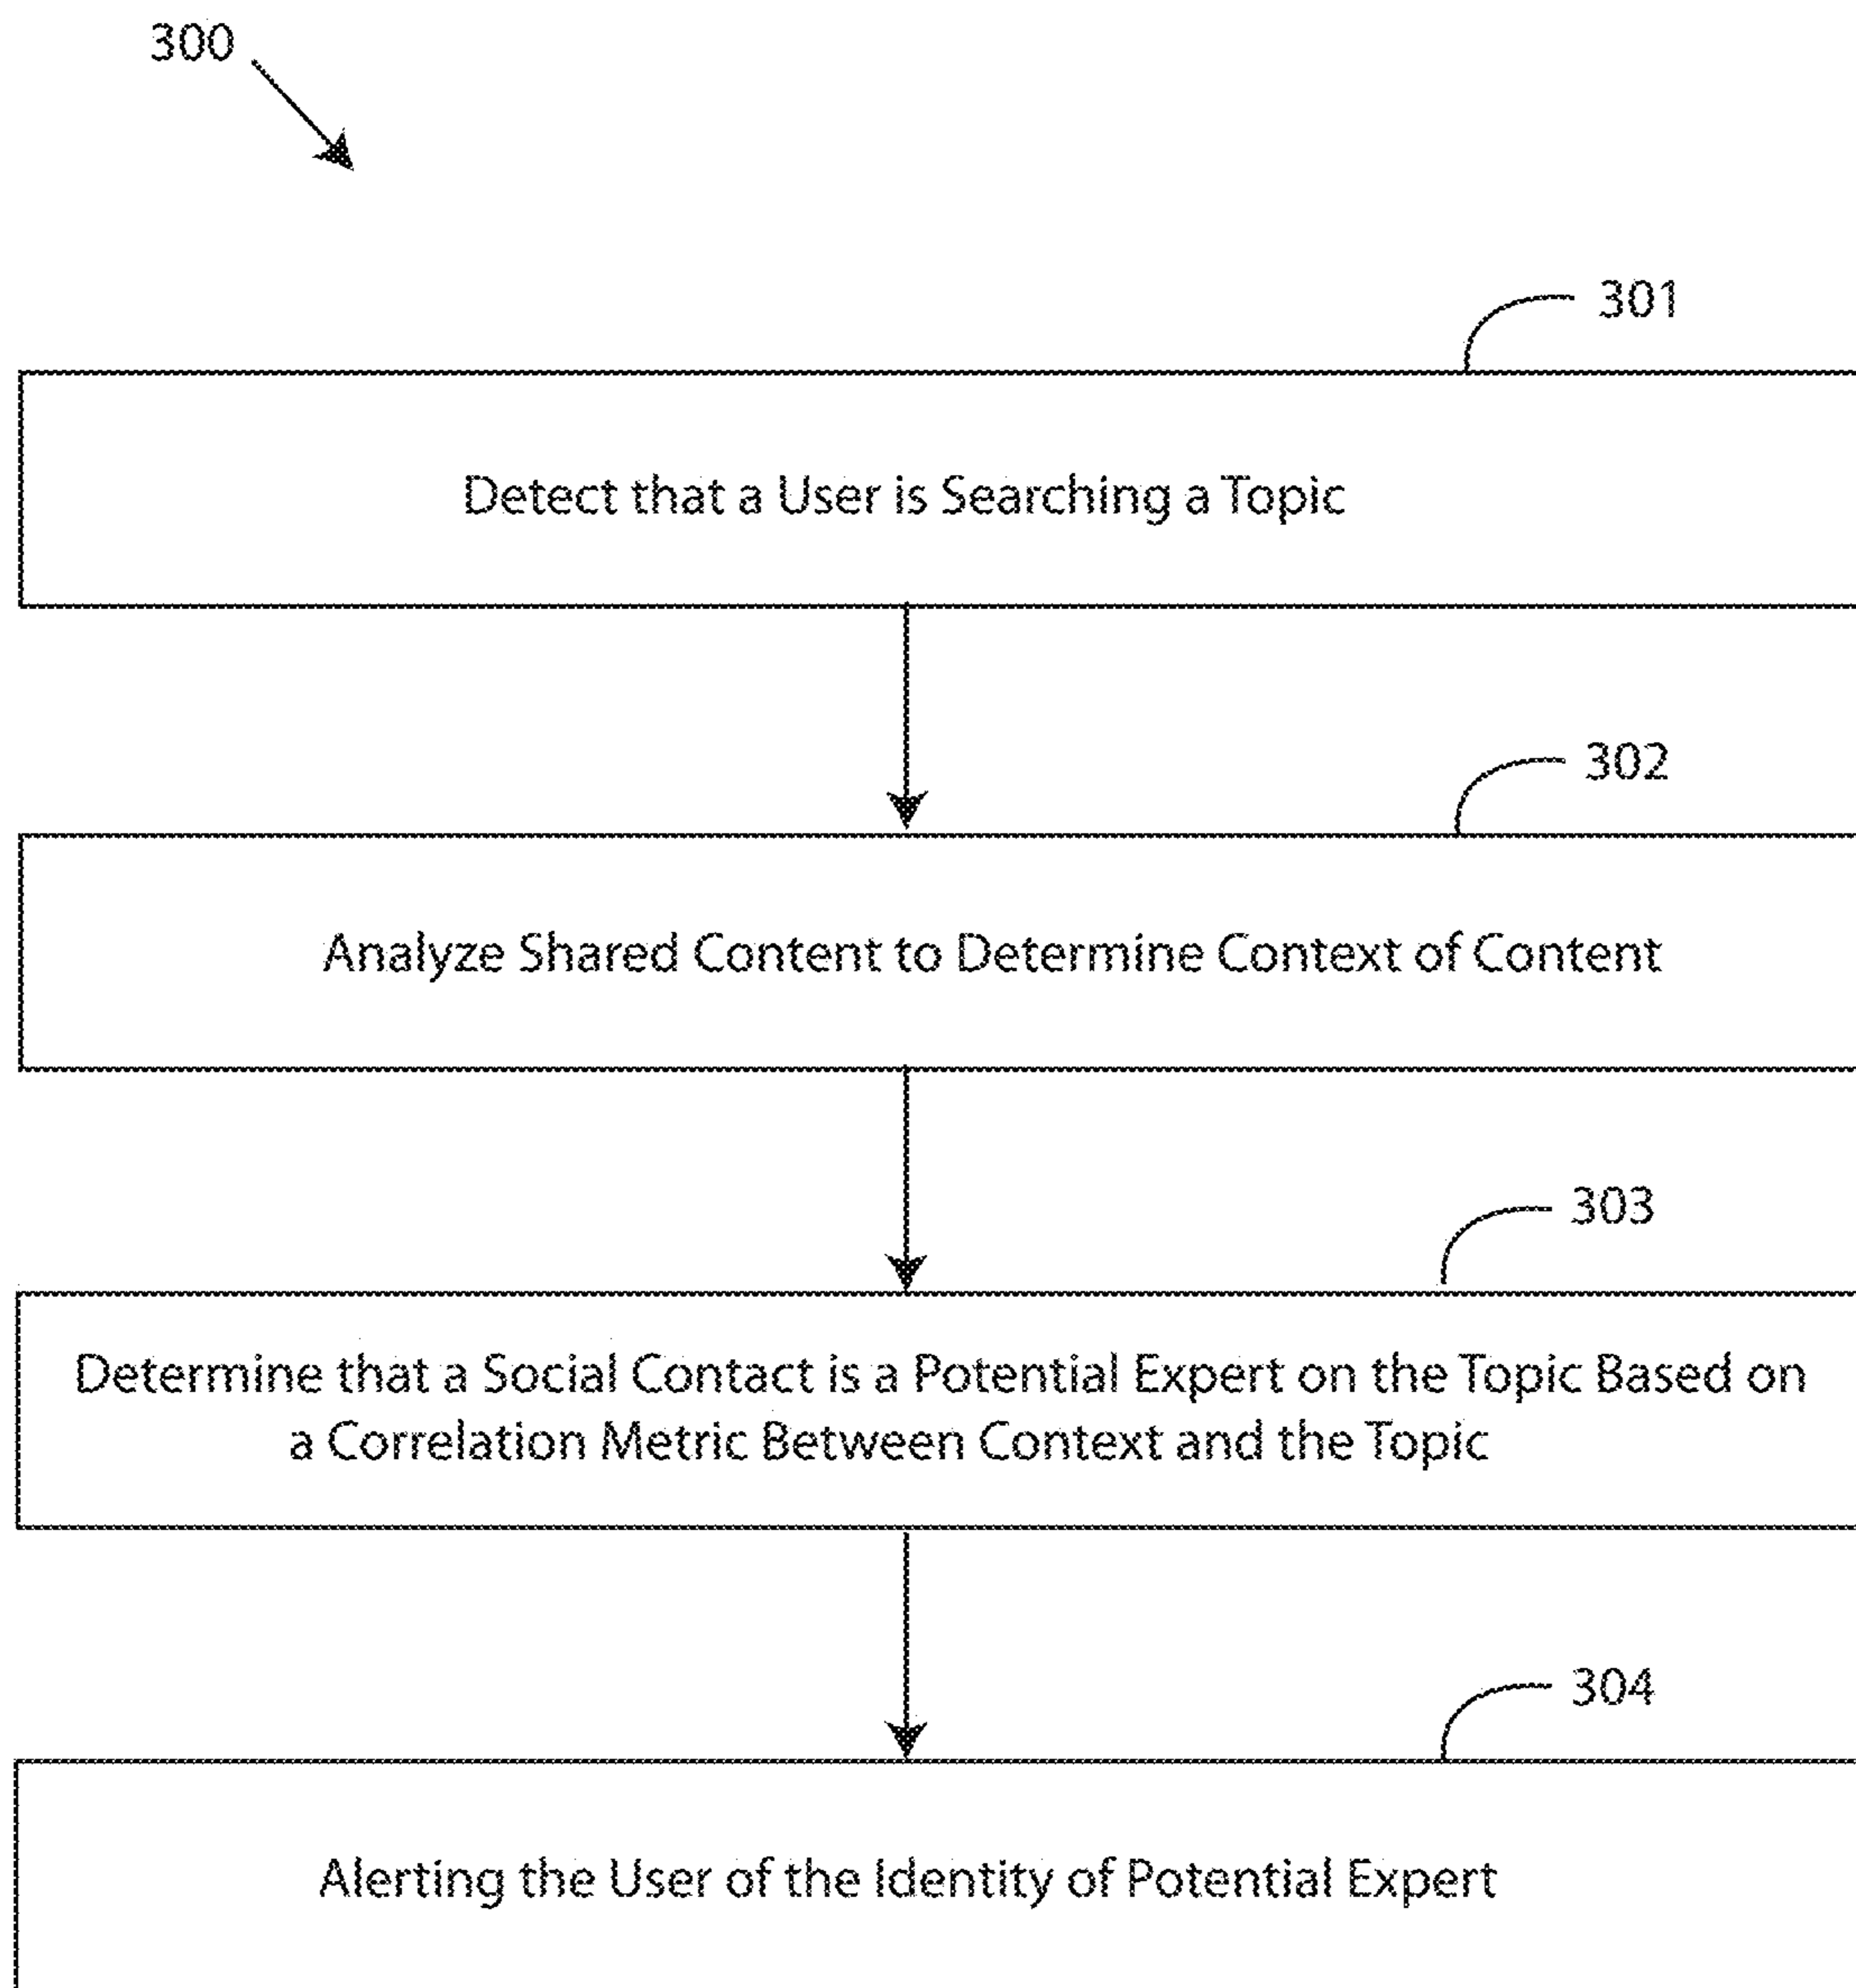 300
301
Detect that a User is Searching a Topic
302
Analyze Shared Content to Determine Context of Content
303
Determine that a Social Contact is a Potential Expert on the Topic Based on
a Correlation Metric Between Context and the Topic
304
Alerting the User of the Identity of Potential Expert